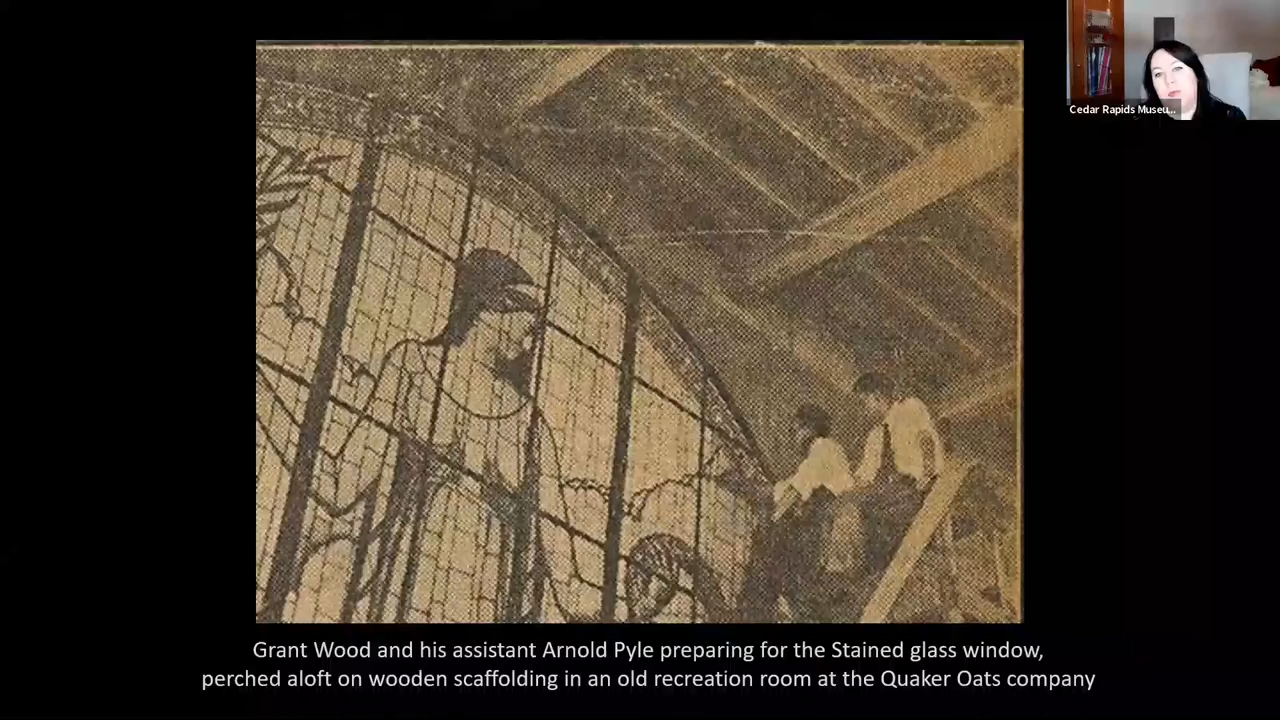 Cedar Rapids Museu...
Grant Wood and his assistant Arnold Pyle preparing for the Stained glass window,
perched aloft on wooden scaffolding in an old recreation room at the Quaker Oats company